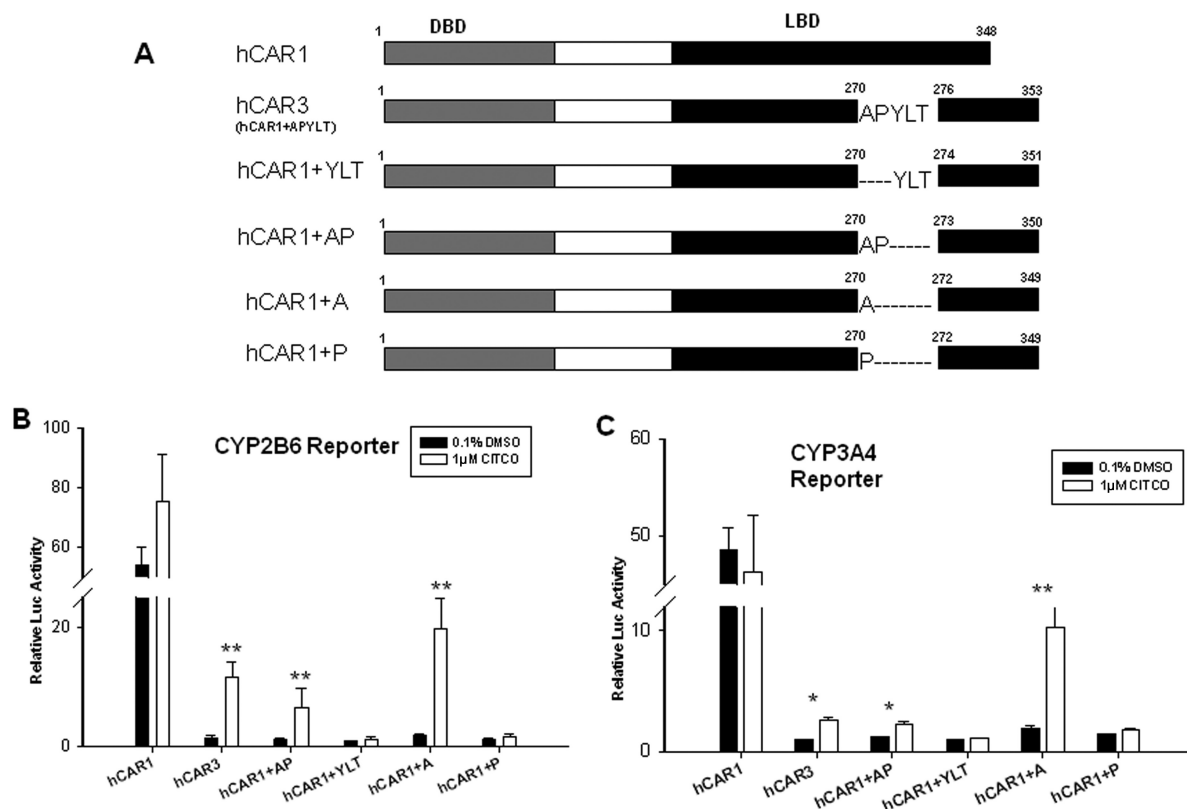 A
DBD
LBD
hCAR1
1
348
hCAR3
(hCAR1+APYLT)
1
270
APYLT
276
353
hCAR1+YLT
1
270
----YLT
274
351
hCAR1+AP
1
270
AP-----
273
350
hCAR1+A
1
270
A-------
272
349
hCAR1+P
1
270
P-------
272
349
B
CYP2B6 Reporter
0.1% DMSO
1µM CITCO
Relative Luc Activity
100
80
60
20
0
**
**
**
hCAR1
hCAR3
hCAR1+AP
hCAR1+YLT
hCAR1+A
hCAR1+P
C
CYP3A4
Reporter
0.1% DMSO
1µM CITCO
Relative Luc Activity
60
50
10
0
*
*
**
hCAR1
hCAR3
hCAR1+AP
hCAR1+YLT
hCAR1+A
hCAR1+P